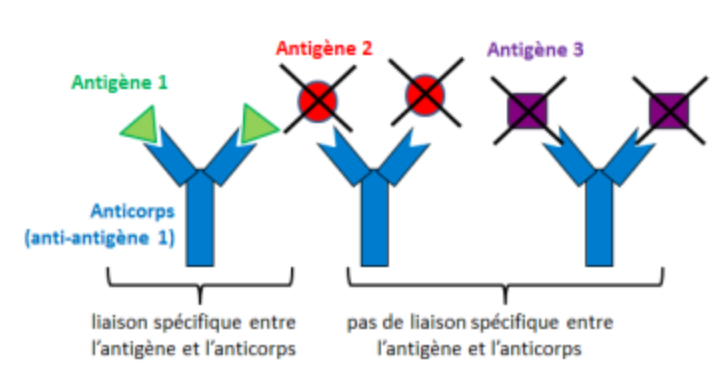 Antigène 1
Antigène 2
Antigène 3
Anticorps
(anti-antigène 1)
liaison spécifique entre
l'antigène et l'anticorps
pas de liaison spécifique entre
l'antigène et l'anticorps